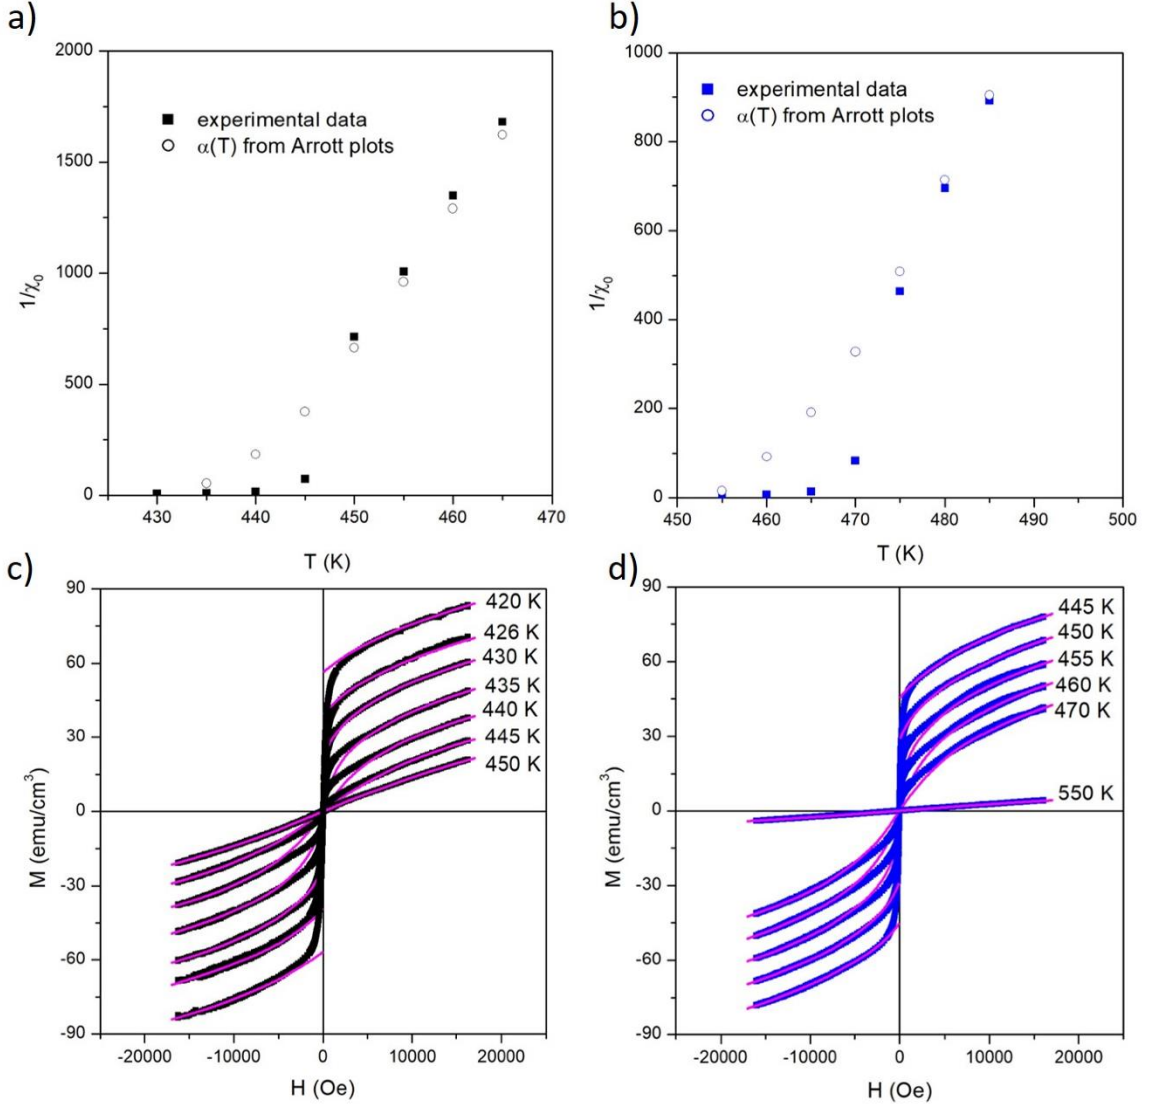 a)
2000
1500
1000
500
0
1/χ₀
experimental data
α(T) from Arrott plots
430 440 450 460 470
T (K)
b)
1000
800
600
400
200
0
1/χ₀
experimental data
α(T) from Arrott plots
450 460 470 480 490 500
T (K)
c)
90
60
30
0
-30
-60
-90
M (emu/cm³)
420 K
426 K
430 K
435 K
440 K
445 K
450 K
-20000 -10000 0 10000 20000
H (Oe)
d)
90
60
30
0
-30
-60
-90
M (emu/cm³)
445 K
450 K
455 K
460 K
470 K
550 K
-20000 -10000 0 10000 20000
H (Oe)